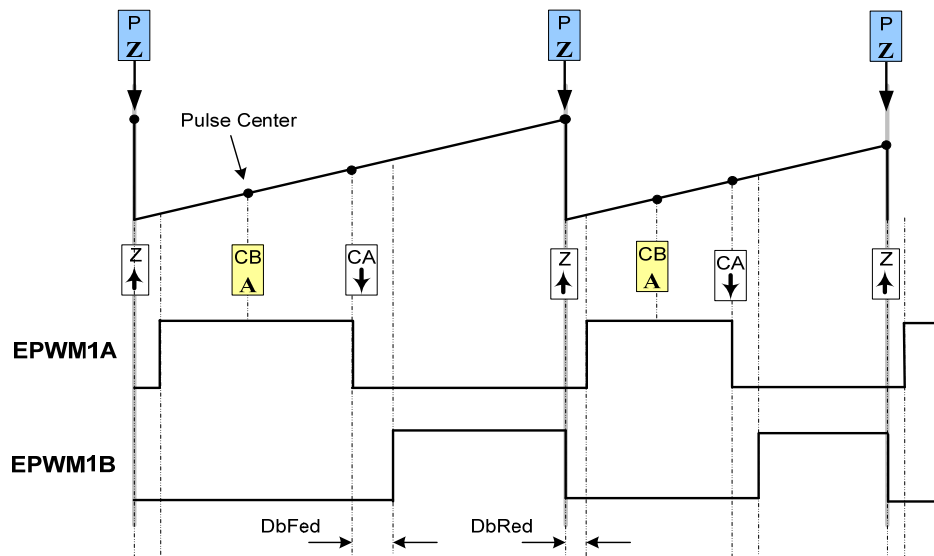 P P P
Z Z Z
Pulse Center
Z CB CA Z CB CA Z
A A
EPWM1A
EPWM1B
DbFed DbRed